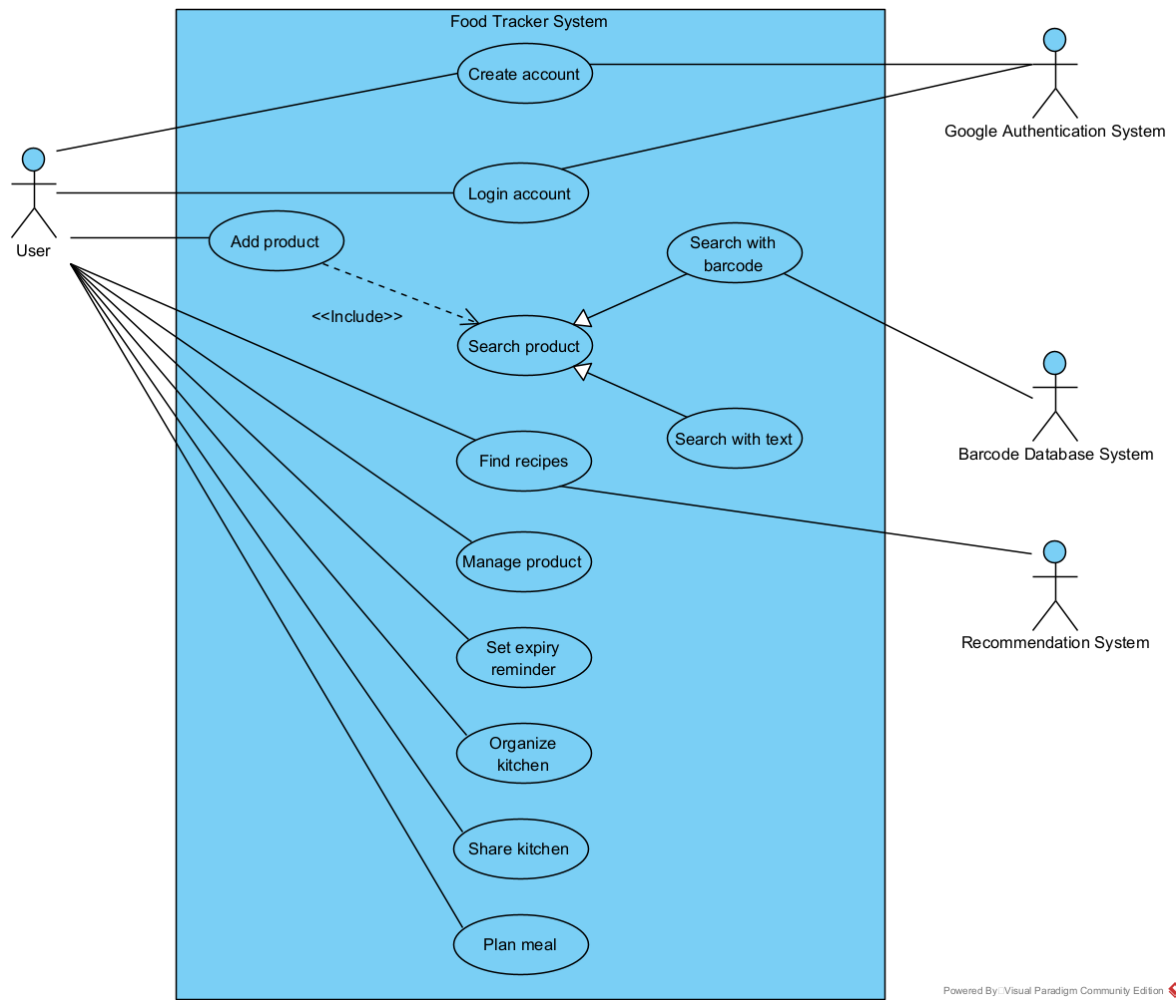 Food Tracker System
Create account
Google Authentication System
Login account
User
Add product
Search with
barcode
<<Include>>
Search product
Search with text
Barcode Database System
Find recipes
Manage product
Recommendation System
Set expiry
reminder
Organize
kitchen
Share kitchen
Plan meal
Powered By Visual Paradigm Community Edition